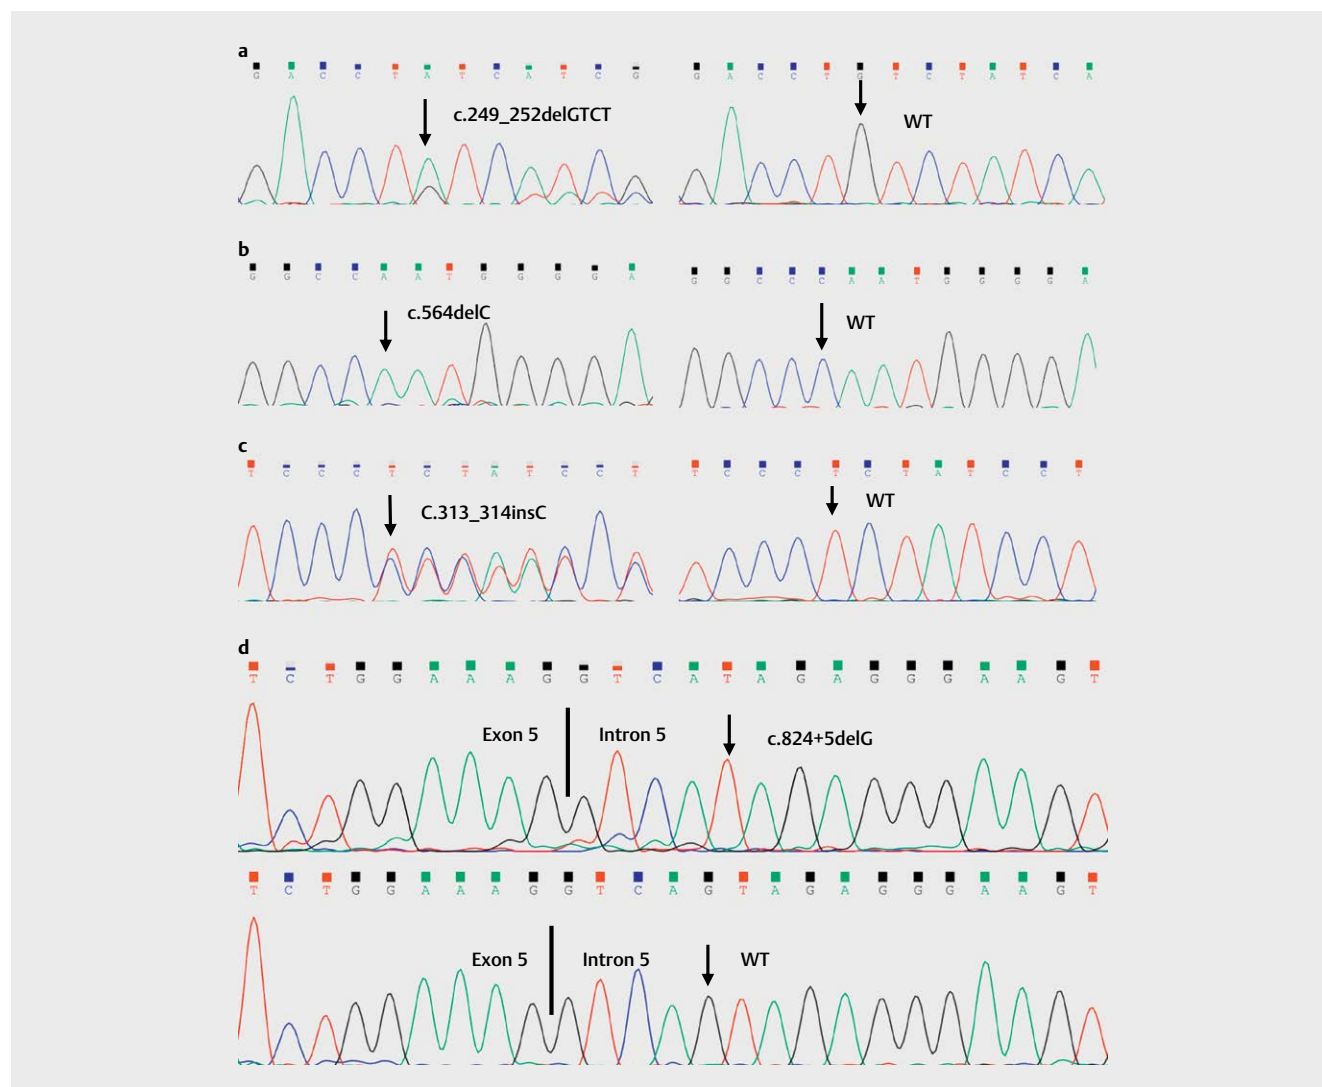 a
G A C C T A T C A T C G
G A C C T G T C T A T C A
c.249_252delGTCT
WT
b
G G C C A A T G G G G A
G G C C C A A T G G G G A
c.564delC
WT
c
T C C C T C T A T C C T
T C C C T C T A T C C T
C.313_314insC
WT
d
T C T G G A A A G G T C A T A G A G G G A A G T
Exon 5 Intron 5 c.824+5delG
T C T G G A A A G G T C A G T A G A G G G A A G T
Exon 5 Intron 5 WT